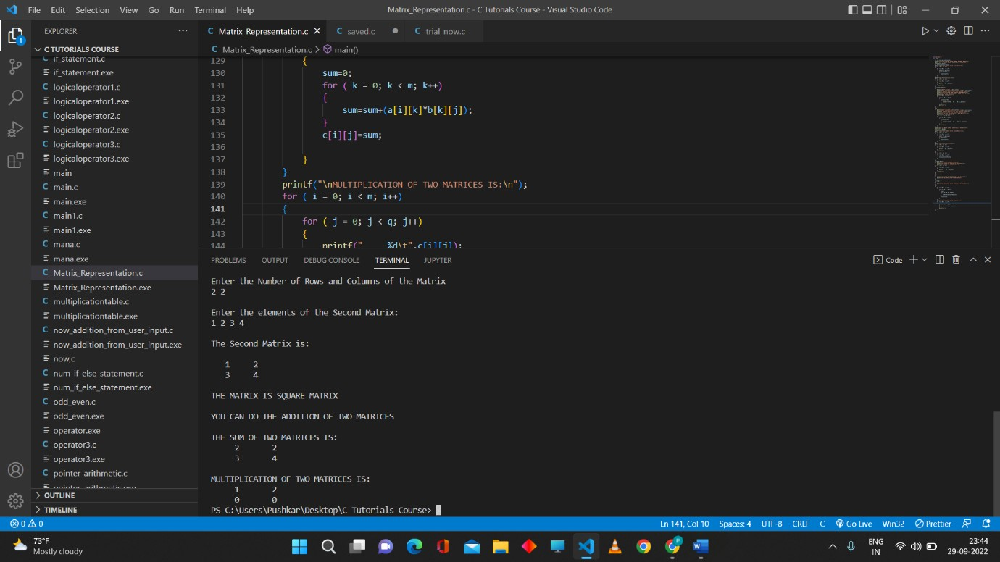 File Edit Selection View Go Run Terminal Help
Matrix_Representation.c - C Tutorials Course - Visual Studio Code
EXPLORER
C TUTORIALS COURSE
if_statement.c
if_statement.exe
logicaloperator1.c
logicaloperator1.exe
logicaloperator2.c
logicaloperator2.exe
logicaloperator3.c
logicaloperator3.exe
main
main.c
main.exe
main1.c
main1.exe
mana.c
mana.exe
Matrix_Representation.c
Matrix_Representation.exe
multiplicationtable.c
multiplicationtable.exe
now_addition_from_user_input.c
now_addition_from_user_input.exe
now,c
num_if_else_statement.c
num_if_else_statement.exe
odd_even.c
odd_even.exe
operator.exe
operator3.c
operator3.exe
pointer_arithmetic.c
pointer_arithmetic.exe
OUTLINE
TIMELINE
Matrix_Representation.c saved.c trial_now.c
Matrix_Representation.c > main()
129 {
130 sum=0;
131 for ( k = 0; k < m; k++)
132 {
133 sum=sum+(a[i][k]*b[k][j]);
134 }
135 c[i][j]=sum;
136
137 }
138 }
139 printf("\nMULTIPLICATION OF TWO MATRICES IS:\n");
140 for ( i = 0; i < m; i++)
141 {
142 for ( j = 0; j < q; j++)
143 {
144 printf(" %d\t",c[i][j]);
PROBLEMS OUTPUT DEBUG CONSOLE TERMINAL JUPYTER
Code
Enter the Number of Rows and Columns of the Matrix
2 2
Enter the elements of the Second Matrix:
1 2 3 4
The Second Matrix is:
1 2
3 4
THE MATRIX IS SQUARE MATRIX
YOU CAN DO THE ADDITION OF TWO MATRICES
THE SUM OF TWO MATRICES IS:
2 2
3 4
MULTIPLICATION OF TWO MATRICES IS:
1 2
0 0
PS C:\Users\Pushkar\Desktop\C Tutorials Course>
0 0
Ln 141, Col 10 Spaces: 4 UTF-8 CRLF C Go Live Win32 Prettier
73°F
Mostly cloudy
ENG
IN
23:44
29-09-2022